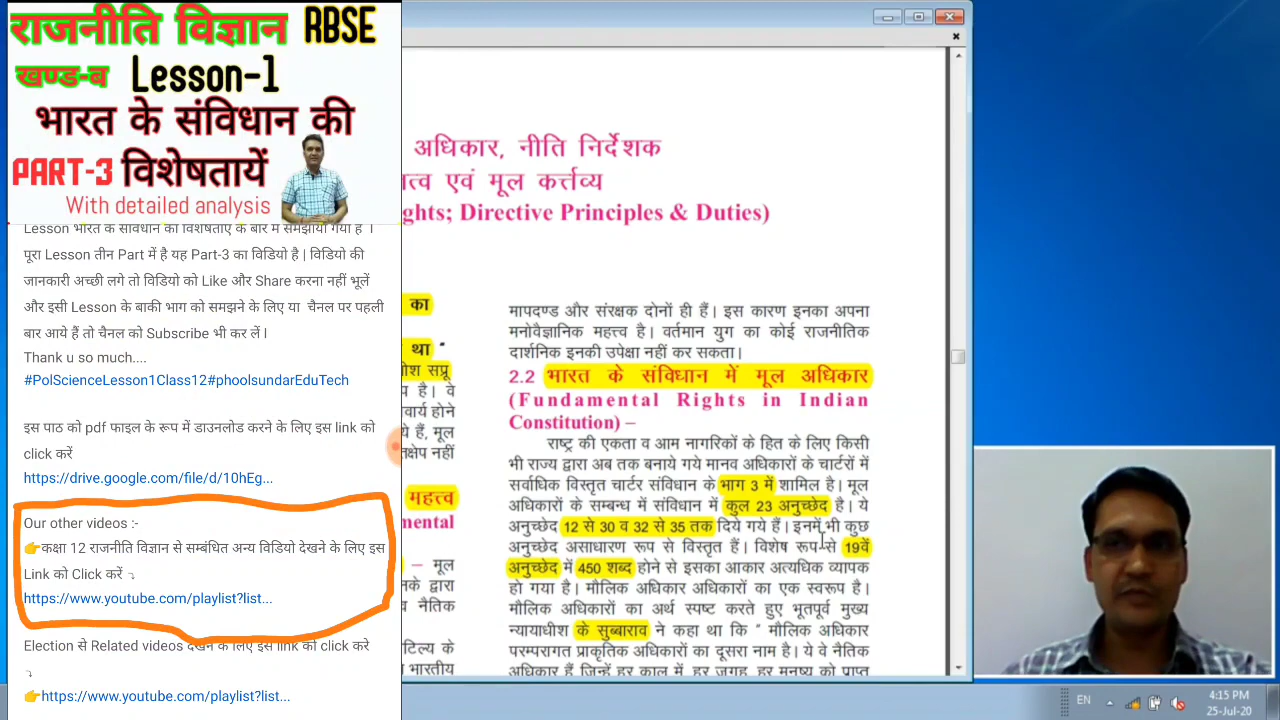 राजनीति विज्ञान RBSE
खण्ड-ब Lesson-1
भारत के संविधान की
PART-3 विशेषतायें
With detailed analysis
पूरा Lesson तीन Part में है यह Part-3 का विडियो है | विडियो की
जानकारी अच्छी लगे तो विडियो को Like और Share करना नहीं भूलें
और इसी Lesson के बाकी भाग को समझने के लिए या चैनल पर पहली
बार आये हैं तो चैनल को Subscribe भी कर लें I
Thank u so much....
#PolScienceLesson1Class12#phoolsundarEduTech
इस पाठ को pdf फाइल के रूप में डाउनलोड करने के लिए इस link को
click करें
https://drive.google.com/file/d/10hEg...
Our other videos :-
👉कक्षा 12 राजनीति विज्ञान से सम्बंधित अन्य विडियो देखने के लिए इस
Link को Click करें ⤵
https://www.youtube.com/playlist?list...
Election से Related videos देखने के लिए इस link को click करे
⤵
👉https://www.youtube.com/playlist?list...
अधिकार, नीति निर्देशक
त्व एवं मूल कर्त्तव्य
ghts; Directive Principles & Duties)
का
था "
सप्रू
है। वे
होने
हैं, मूल
नहीं
महत्त्व
mental
– मूल
द्वारा
नैतिक
के
भारतीय
मापदण्ड और संरक्षक दोनों ही हैं। इस कारण इनका अपना
मनोवैज्ञानिक महत्त्व है। वर्तमान युग का कोई राजनीतिक
दार्शनिक इनकी उपेक्षा नहीं कर सकता।
2.2 भारत के संविधान में मूल अधिकार
(Fundamental Rights in Indian
Constitution) –
राष्ट्र की एकता व आम नागरिकों के हित के लिए किसी
भी राज्य द्वारा अब तक बनाये गये मानव अधिकारों के चार्टरों में
सर्वाधिक विस्तृत चार्टर संविधान के भाग 3 में शामिल है। मूल
अधिकारों के सम्बन्ध में संविधान में कुल 23 अनुच्छेद है। ये
अनुच्छेद 12 से 30 व 32 से 35 तक दिये गये हैं। इनमें भी कुछ
अनुच्छेद असाधारण रूप से विस्तृत हैं। विशेष रूप से 19वें
अनुच्छेद में 450 शब्द होने से इसका आकार अत्यधिक व्यापक
हो गया है। मौलिक अधिकार अधिकारों का एक स्वरूप है।
मौलिक अधिकारों का अर्थ स्पष्ट करते हुए भूतपूर्व मुख्य
न्यायाधीश के सुब्बाराव ने कहा था कि " मौलिक अधिकार
परम्परागत प्राकृतिक अधिकारों का दूसरा नाम है। ये वे नैतिक
अधिकार हैं जिन्हें हर काल में, हर जगह, हर मनुष्य को प्राप्त
EN
4:15 PM
25-Jul-20